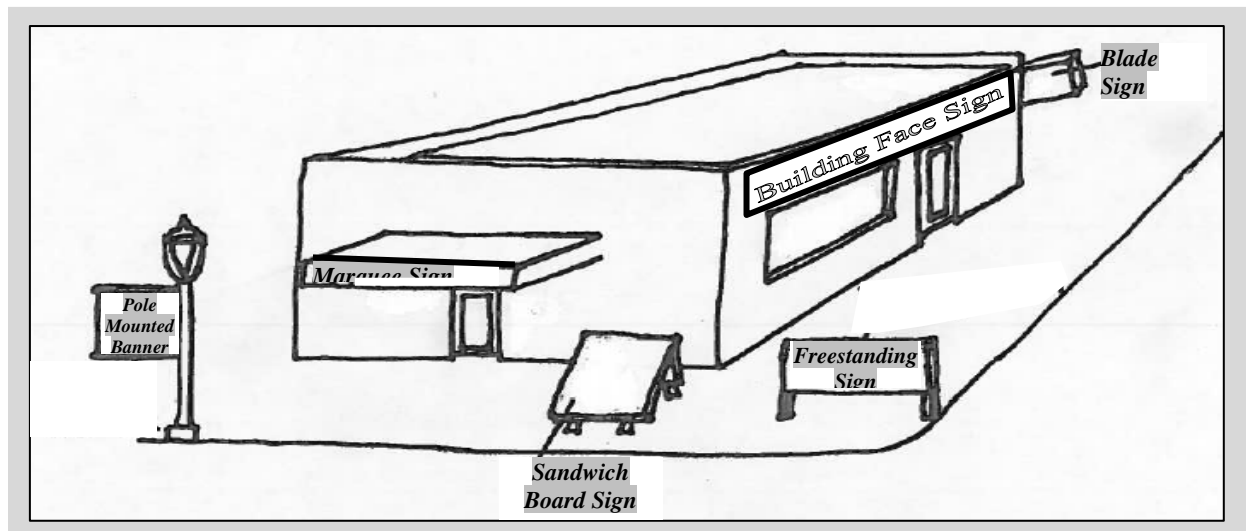 Blade
Sign
Building Face Sign
Marquee Sign
Pole
Mounted
Banner
Freestanding
Sign
Sandwich
Board Sign